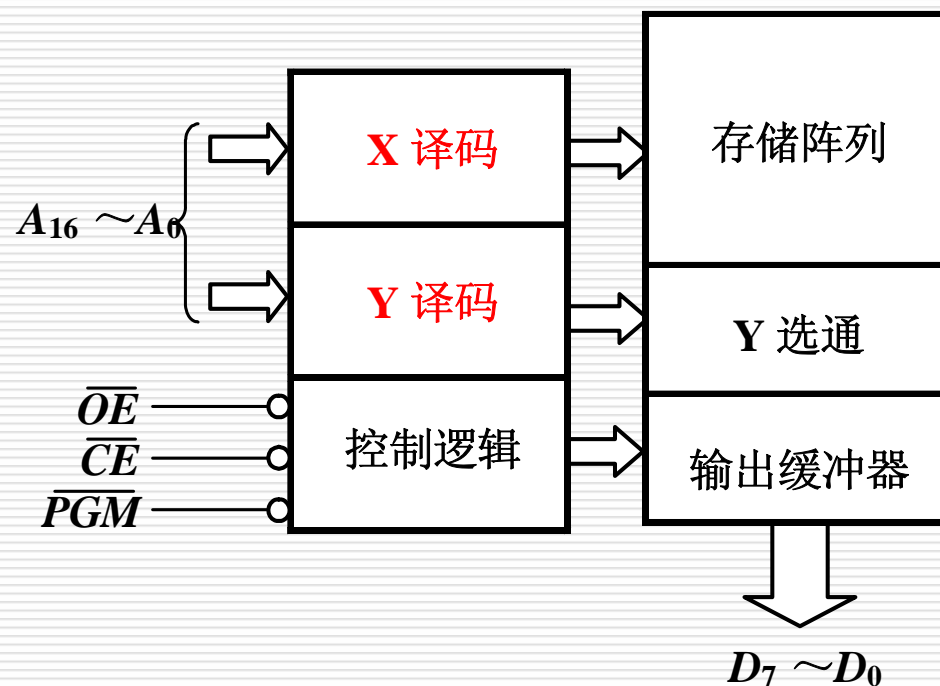 X 译码
存储阵列
A16 ～A0
Y 译码
Y 选通
OE
CE
PGM
控制逻辑
输出缓冲器
D7 ～D0